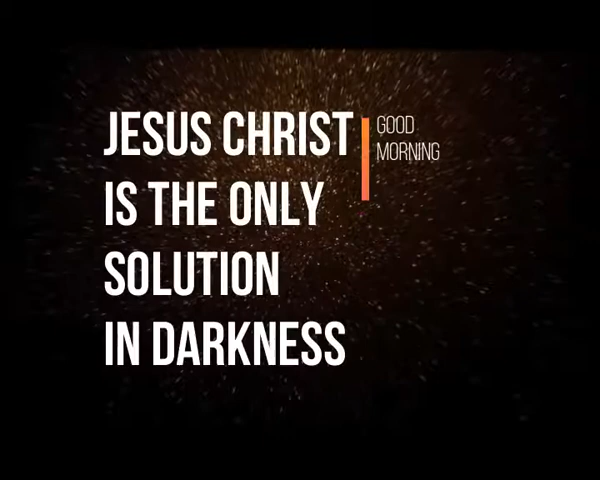 JESUS CHRIST
IS THE ONLY
SOLUTION
IN DARKNESS
GOOD
MORNING